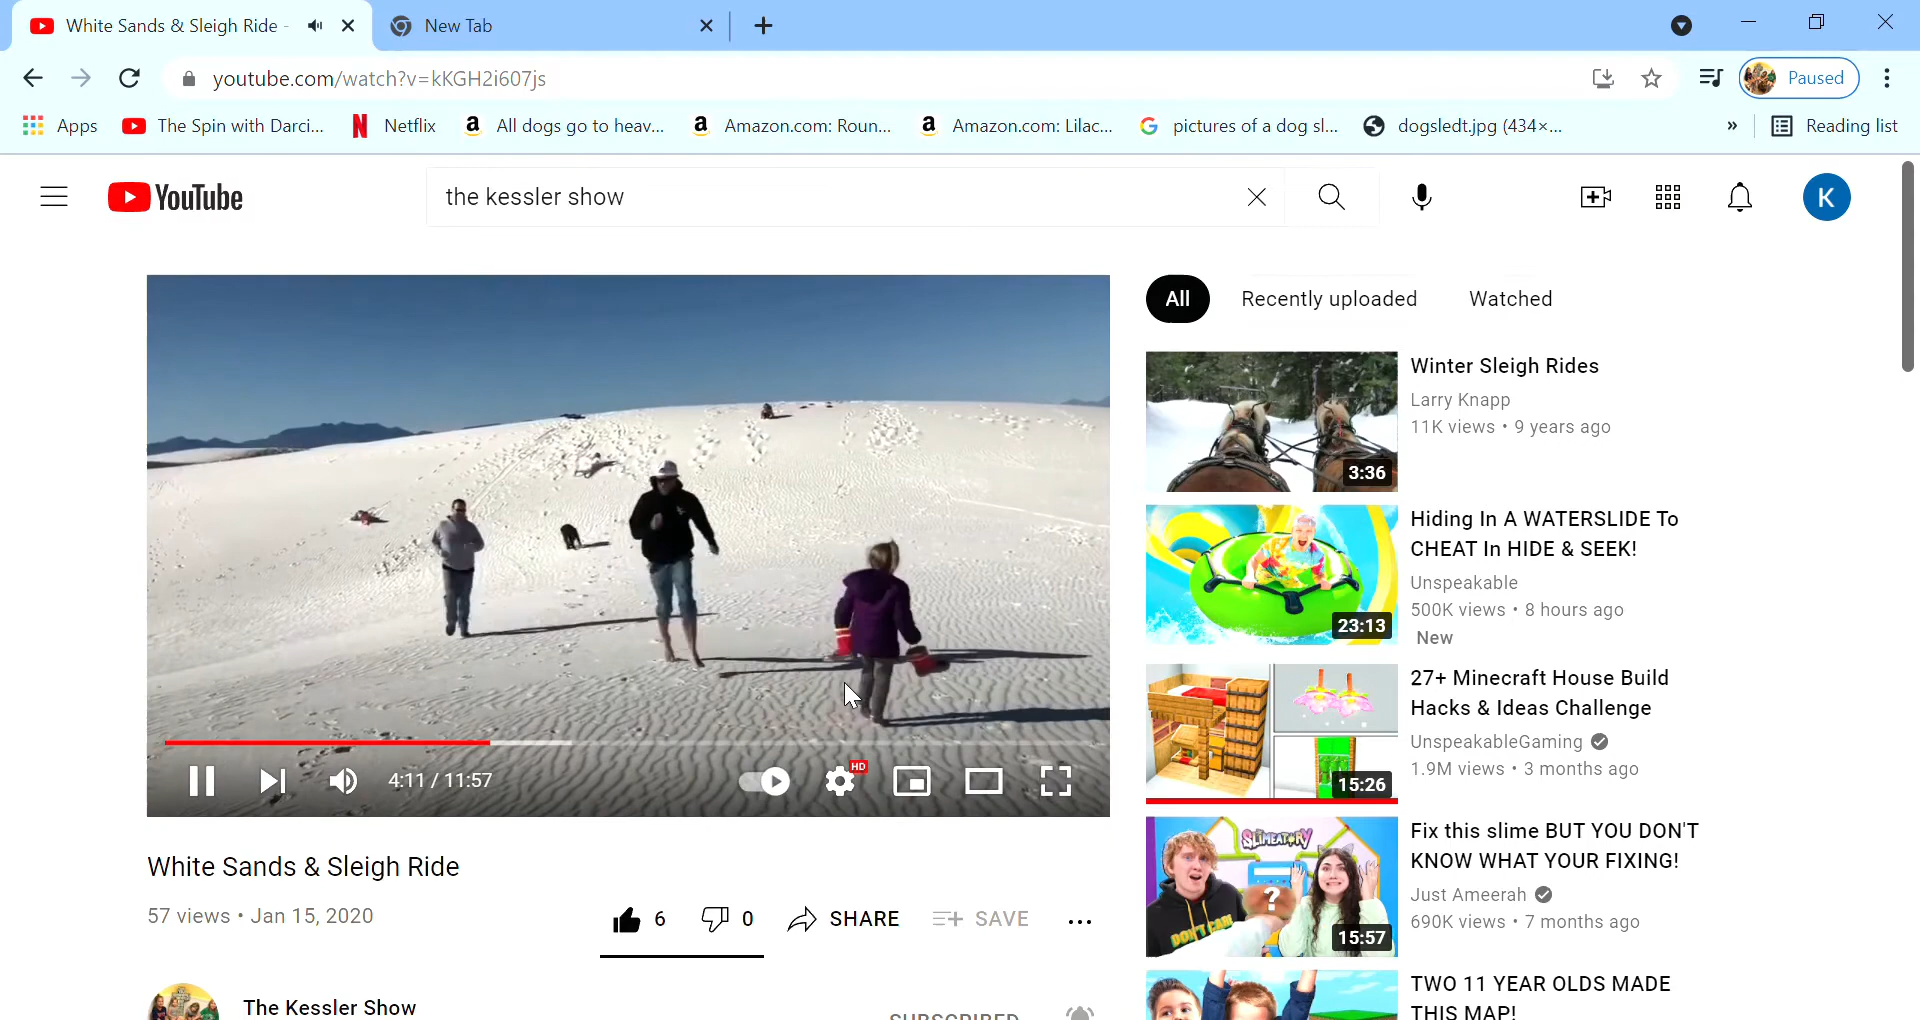 White Sands & Sleigh Ride -
New Tab
youtube.com/watch?v=kKGH2i607js
Paused
Apps
The Spin with Darci...
Netflix
All dogs go to heav...
Amazon.com: Roun...
Amazon.com: Lilac...
pictures of a dog sl...
dogsledt.jpg (434×...
»
Reading list
YouTube
the kessler show
K
All
Recently uploaded
Watched
Winter Sleigh Rides
Larry Knapp
11K views • 9 years ago
3:36
Hiding In A WATERSLIDE To
CHEAT In HIDE & SEEK!
Unspeakable
500K views • 8 hours ago
New
23:13
27+ Minecraft House Build
Hacks & Ideas Challenge
UnspeakableGaming
1.9M views • 3 months ago
15:26
SLIMEATORY
?
Fix this slime BUT YOU DON'T
KNOW WHAT YOUR FIXING!
Just Ameerah
690K views • 7 months ago
15:57
TWO 11 YEAR OLDS MADE
THIS MAP!
4:11 / 11:57
HD
White Sands & Sleigh Ride
57 views • Jan 15, 2020
6
0
SHARE
SAVE
The Kessler Show
SUBSCRIBED